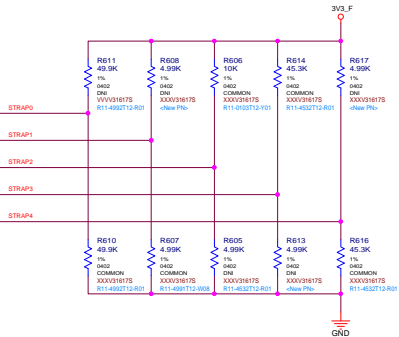 3V3_F
R611
49.9K
1%
0402
DNI
VVVV31617S
R11-4992T12-R01
R608
4.99K
1%
0402
DNI
XXXV31617S
<New PN>
R606
10K
1%
0402
COMMON
XXXV31617S
R11-0103T12-Y01
R614
45.3K
1%
0402
COMMON
XXXV31617S
R11-4532T12-R01
R617
4.99K
1%
0402
DNI
XXXV31617S
<New PN>
STRAP0
STRAP1
STRAP2
STRAP3
STRAP4
R610
49.9K
1%
0402
COMMON
XXXV31617S
R11-4992T12-R01
R607
4.99K
1%
0402
COMMON
XXXV31617S
R11-4991T12-W08
R605
4.99K
1%
0402
DNI
XXXV31617S
R11-4532T12-R01
R613
4.99K
1%
0402
DNI
XXXV31617S
<New PN>
R616
45.3K
1%
0402
COMMON
XXXV31617S
R11-4532T12-R01
GND